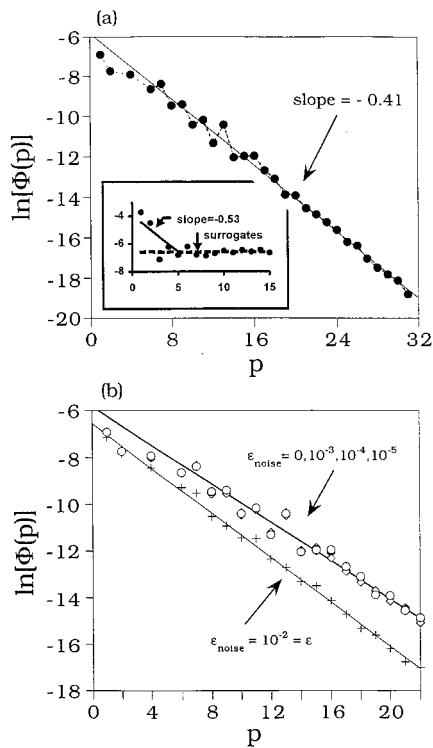 (a)
-6
-8
-10
-12
-14
-16
-18
-20
ln[Φ(p)]
slope = - 0.41
-4
-6
-8
slope=-0.53
surrogates
0 5 10 15
0 8 16 24 32
p
(b)
-6
-8
-10
-12
-14
-16
-18
ln[Φ(p)]
ε noise = 0,10⁻³,10⁻⁴,10⁻⁵
ε noise = 10⁻² = ε
0 4 8 12 16 20
p